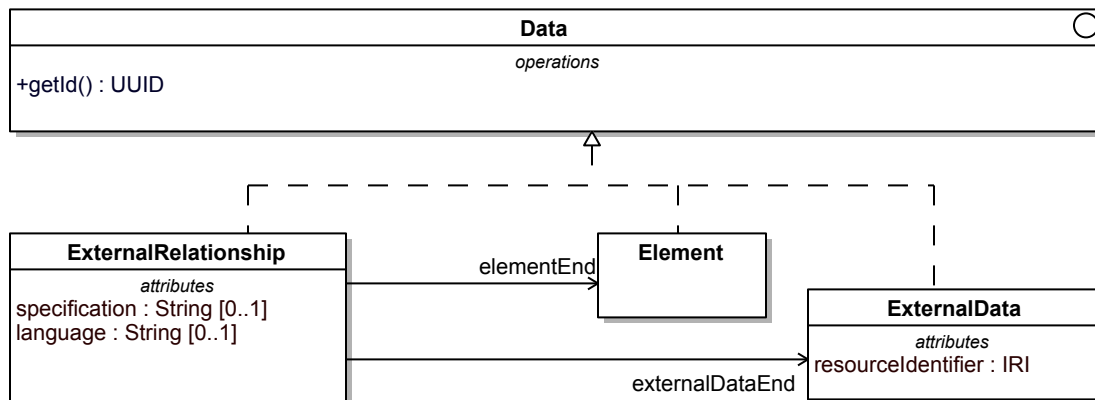 Data
operations
+getId() : UUID
ExternalRelationship
attributes
specification : String [0..1]
language : String [0..1]
elementEnd
Element
externalDataEnd
ExternalData
attributes
resourceIdentifier : IRI